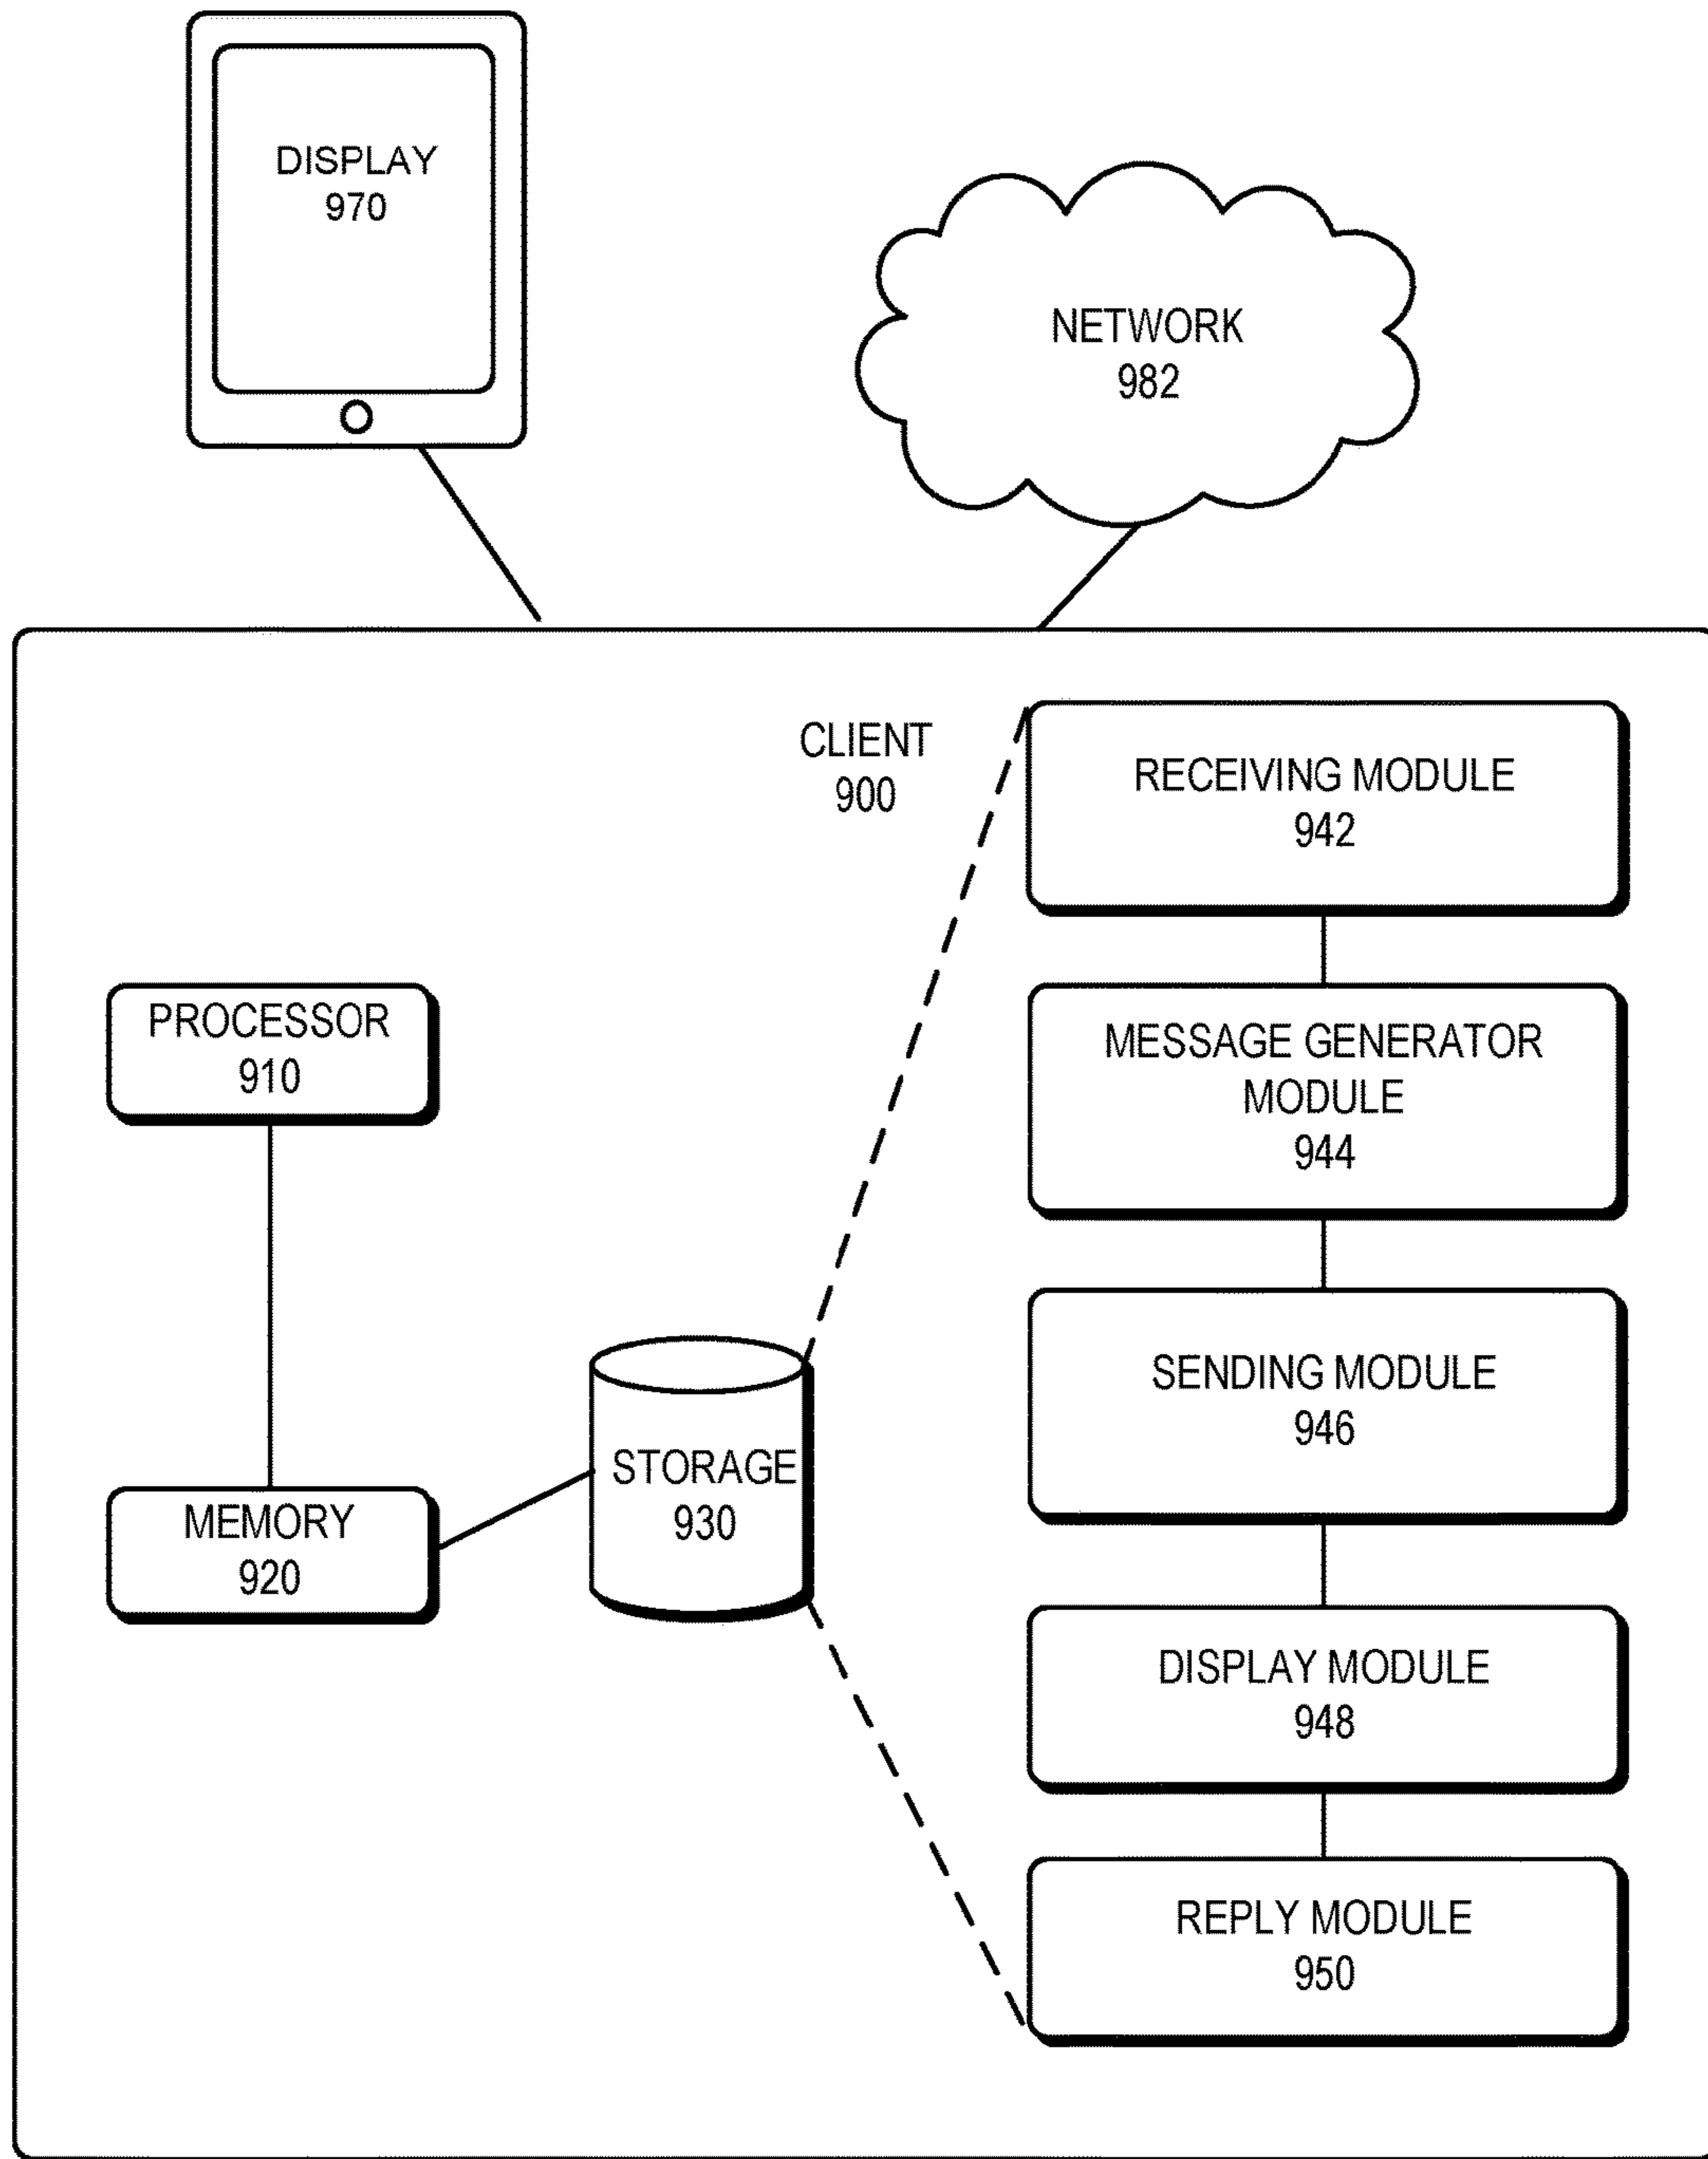 DISPLAY
970
NETWORK
982
CLIENT
900
RECEIVING MODULE
942
PROCESSOR
910
MESSAGE GENERATOR
MODULE
944
SENDING MODULE
946
STORAGE
930
MEMORY
920
DISPLAY MODULE
948
REPLY MODULE
950